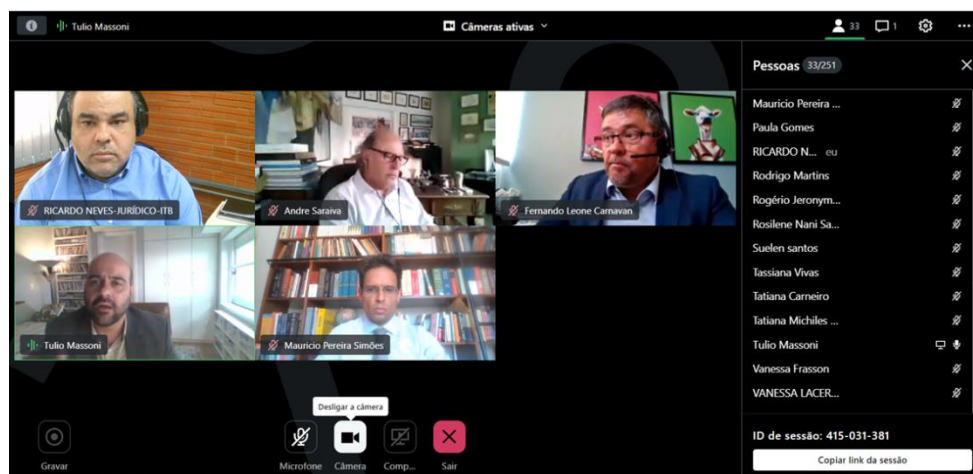 Tulio Massoni
Câmeras ativas
33
1
Pessoas 33/251
RICARDO NEVES-JURÍDICO-ITB
Andre Saraiva
Fernando Leone Carnavan
Tulio Massoni
Mauricio Pereira Simões
Mauricio Pereira ...
Paula Gomes
RICARDO N... eu
Rodrigo Martins
Rogério Jeronym...
Rosilene Nani Sa...
Suelen santos
Tassiana Vivas
Tatiana Carneiro
Tatiana Michiles ...
Tulio Massoni
Vanessa Frasson
VANESSA LACER...
Desligar a câmera
Gravar
Microfone
Câmera
Comp...
Sair
ID de sessão: 415-031-381
Copiar link da sessão